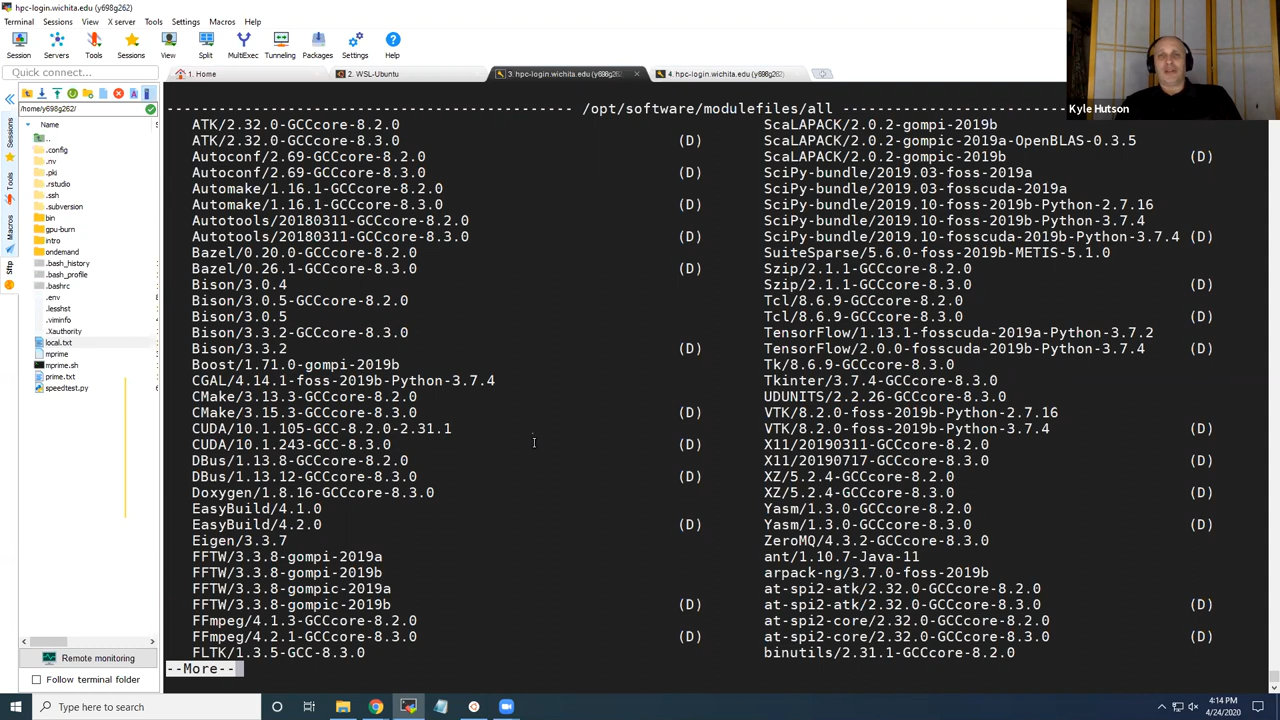 hpc-login.wichita.edu (y698g262)
Terminal Sessions View X server Tools Settings Macros Help
Session Servers Tools Sessions View Split MultiExec Tunneling Packages Settings Help
Quick connect...
1. Home
2. WSL-Ubuntu
3. hpc-login.wichita.edu (y698g262
4. hpc-login.wichita.edu (y698g262)
Kyle Hutson
/home/y698g262/
Sessions
Tools
Macros
Sftp
Name
..
.config
.nv
.pki
.rstudio
.ssh
.subversion
bin
gpu-burn
intro
ondemand
.bash_history
.bash_profile
.bashrc
.env
.lesshst
.viminfo
.Xauthority
local.txt
mprime
mprime.sh
prime.txt
speedtest.py
Remote monitoring
Follow terminal folder
/opt/software/modulefiles/all
ATK/2.32.0-GCCcore-8.2.0 ScaLAPACK/2.0.2-gompi-2019b
ATK/2.32.0-GCCcore-8.3.0 (D) ScaLAPACK/2.0.2-gompic-2019a-OpenBLAS-0.3.5
Autoconf/2.69-GCCcore-8.2.0 ScaLAPACK/2.0.2-gompic-2019b (D)
Autoconf/2.69-GCCcore-8.3.0 (D) SciPy-bundle/2019.03-foss-2019a
Automake/1.16.1-GCCcore-8.2.0 SciPy-bundle/2019.03-fosscuda-2019a
Automake/1.16.1-GCCcore-8.3.0 (D) SciPy-bundle/2019.10-fosscuda-2019b-Python-2.7.16
Autotools/20180311-GCCcore-8.2.0 SciPy-bundle/2019.10-foss-2019b-Python-3.7.4
Autotools/20180311-GCCcore-8.3.0 (D) SciPy-bundle/2019.10-fosscuda-2019b-Python-3.7.4 (D)
Bazel/0.20.0-GCCcore-8.2.0 SuiteSparse/5.6.0-foss-2019b-METIS-5.1.0
Bazel/0.26.1-GCCcore-8.3.0 (D) Szip/2.1.1-GCCcore-8.2.0
Bison/3.0.4 Szip/2.1.1-GCCcore-8.3.0 (D)
Bison/3.0.5-GCCcore-8.2.0 Tcl/8.6.9-GCCcore-8.2.0
Bison/3.0.5 Tcl/8.6.9-GCCcore-8.3.0 (D)
Bison/3.3.2-GCCcore-8.3.0 TensorFlow/1.13.1-fosscuda-2019a-Python-3.7.2
Bison/3.3.2 (D) TensorFlow/2.0.0-fosscuda-2019b-Python-3.7.4 (D)
Boost/1.71.0-gompi-2019b Tk/8.6.9-GCCcore-8.3.0
CGAL/4.14.1-foss-2019b-Python-3.7.4 Tkinter/3.7.4-GCCcore-8.3.0
CMake/3.13.3-GCCcore-8.2.0 UDUNITS/2.2.26-GCCcore-8.3.0
CMake/3.15.3-GCCcore-8.3.0 (D) VTK/8.2.0-foss-2019b-Python-2.7.16
CUDA/10.1.105-GCC-8.2.0-2.31.1 VTK/8.2.0-foss-2019b-Python-3.7.4 (D)
CUDA/10.1.243-GCC-8.3.0 (D) X11/20190311-GCCcore-8.2.0
DBus/1.13.8-GCCcore-8.2.0 X11/20190717-GCCcore-8.3.0 (D)
DBus/1.13.12-GCCcore-8.3.0 (D) XZ/5.2.4-GCCcore-8.2.0
Doxygen/1.8.16-GCCcore-8.3.0 XZ/5.2.4-GCCcore-8.3.0 (D)
EasyBuild/4.1.0 Yasm/1.3.0-GCCcore-8.2.0
EasyBuild/4.2.0 (D) Yasm/1.3.0-GCCcore-8.3.0 (D)
Eigen/3.3.7 ZeroMQ/4.3.2-GCCcore-8.3.0
FFTW/3.3.8-gompi-2019a ant/1.10.7-Java-11
FFTW/3.3.8-gompi-2019b arpack-ng/3.7.0-foss-2019b
FFTW/3.3.8-gompic-2019a at-spi2-atk/2.32.0-GCCcore-8.2.0
FFTW/3.3.8-gompic-2019b (D) at-spi2-atk/2.32.0-GCCcore-8.3.0 (D)
FFmpeg/4.1.3-GCCcore-8.2.0 at-spi2-core/2.32.0-GCCcore-8.2.0
FFmpeg/4.2.1-GCCcore-8.3.0 (D) at-spi2-core/2.32.0-GCCcore-8.3.0 (D)
FLTK/1.3.5-GCC-8.3.0 binutils/2.31.1-GCCcore-8.2.0
--More--
Type here to search
4:14 PM
4/24/2020